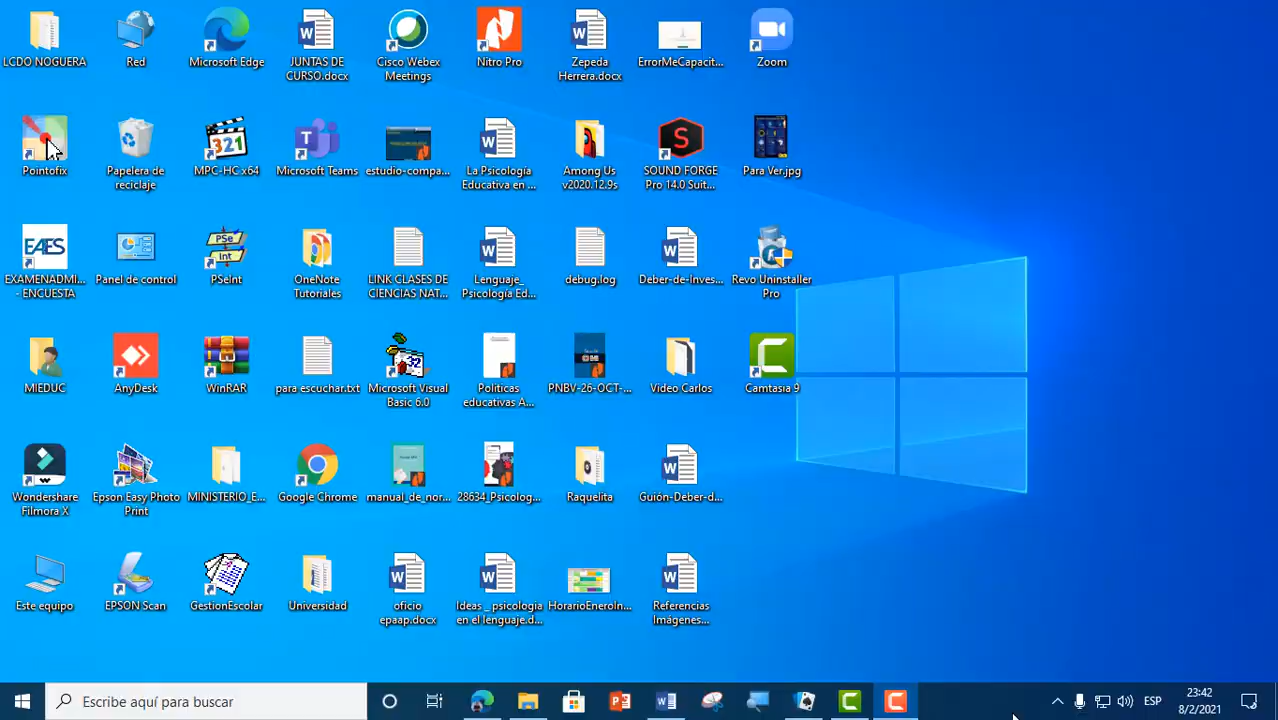 LCDO NOGUERA
Red
Microsoft Edge
JUNTAS DE
CURSO.docx
Cisco Webex
Meetings
Nitro Pro
Zepeda
Herrera.docx
ErrorMeCapacit...
Zoom
Pointofix
Papelera de
reciclaje
MPC-HC x64
Microsoft Teams
estudio-compa...
La Psicología
Educativa en ...
Among Us
v2020.12.9s
SOUND FORGE
Pro 14.0 Suit...
Para Ver.jpg
EAES
EXAMENADMI...
- ENCUESTA
Panel de control
PSeInt
OneNote
Tutoriales
LINK CLASES DE
CIENCIAS NAT...
Lenguaje_
Psicología Ed...
debug.log
Deber-de-Inves...
Revo Uninstaller
Pro
MIEDUC
AnyDesk
WinRAR
para escuchar.txt
Microsoft Visual
Basic 6.0
Políticas
educativas A...
PNBV-26-OCT-...
Video Carlos
Camtasia 9
Wondershare
Filmora X
Epson Easy Photo
Print
MINISTERIO_E...
Google Chrome
manual_de_nor...
28634_Psicolog...
Raquelita
Guión-Deber-d...
Este equipo
EPSON Scan
GestionEscolar
Universidad
oficio
epaap.docx
Ideas _ psicologia
en el lenguaje.d...
HorarioEneroIn...
Referencias
Imágenes...
Escribe aquí para buscar
ESP
23:42
8/2/2021